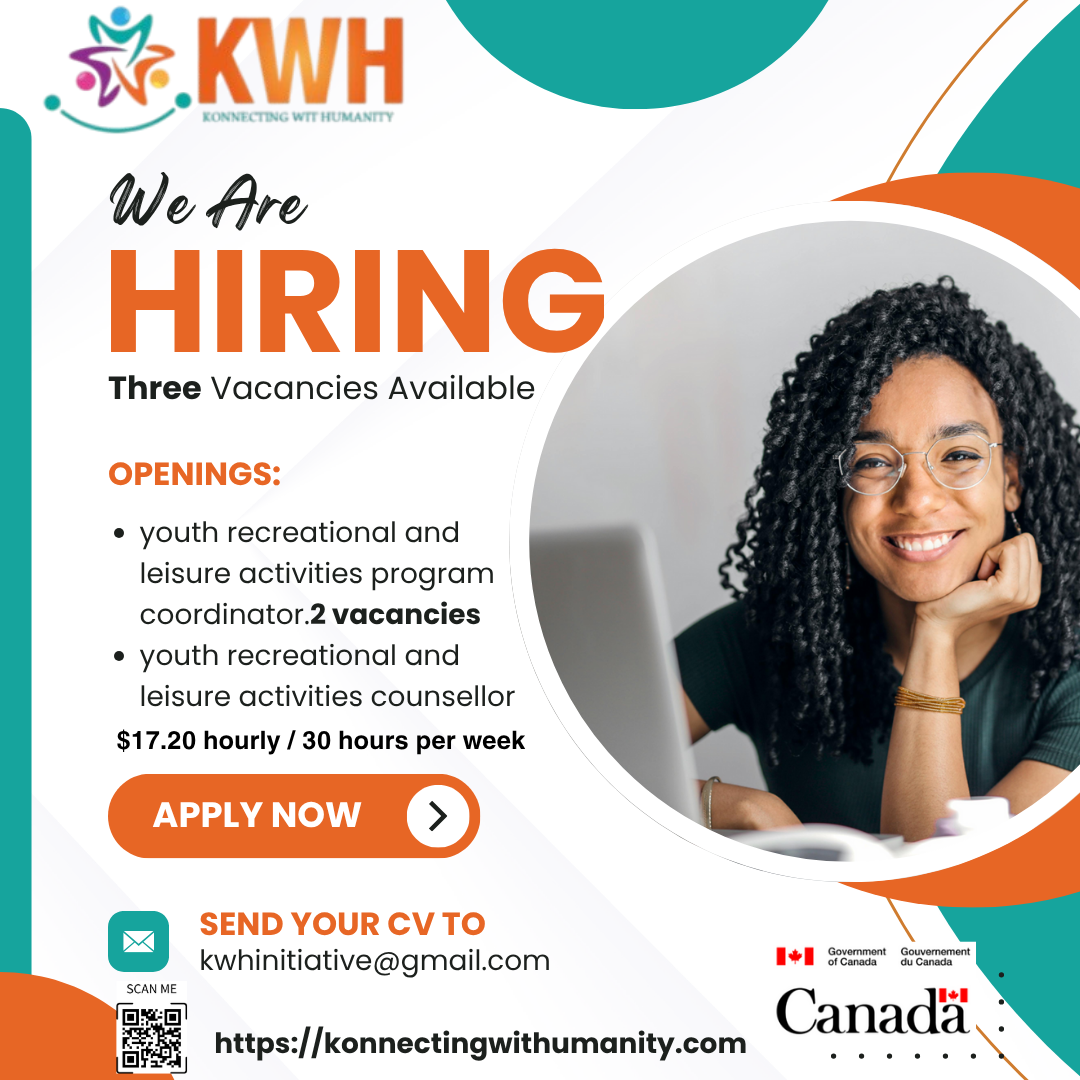 KWH
KONNECTING WIT HUMANITY
We Are
HIRING
Three Vacancies Available
OPENINGS:
• youth recreational and
leisure activities program
coordinator.2 vacancies
• youth recreational and
leisure activities counsellor
$17.20 hourly / 30 hours per week
APPLY NOW
SEND YOUR CV TO
kwhinitiative@gmail.com
SCAN ME
https://konnectingwithumanity.com
Government of Canada
Gouvernement du Canada
Canada